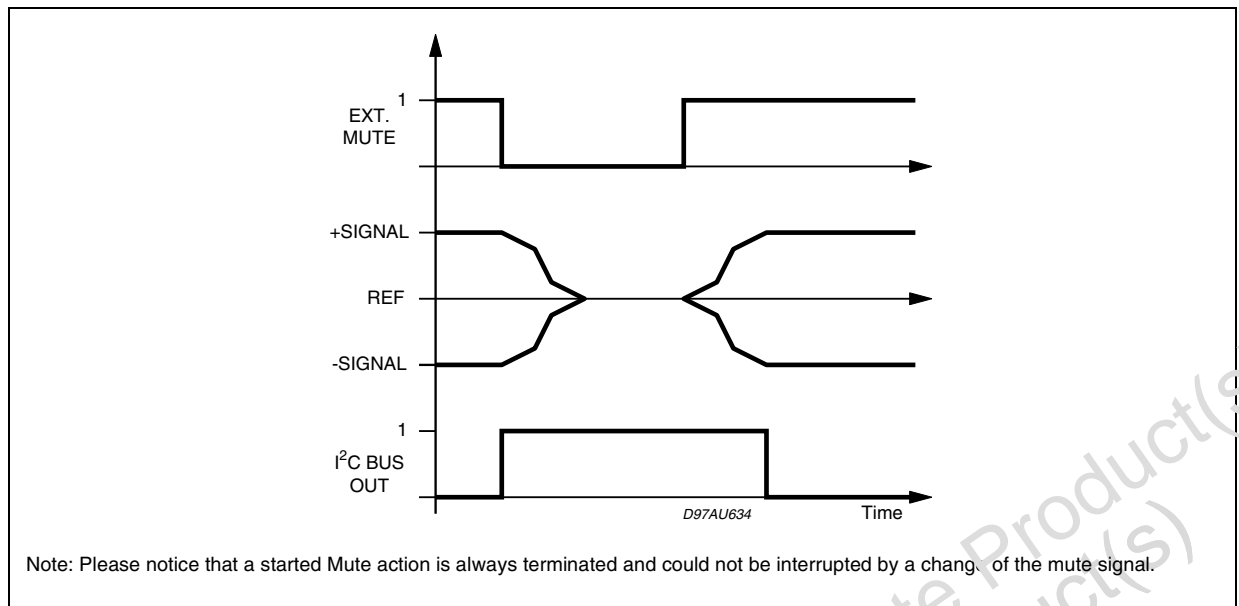 1
EXT.
MUTE
+SIGNAL
REF
-SIGNAL
1
I²C BUS
OUT
D97AU634
Time
Note: Please notice that a started Mute action is always terminated and could not be interrupted by a of the mute signal.
Product(s